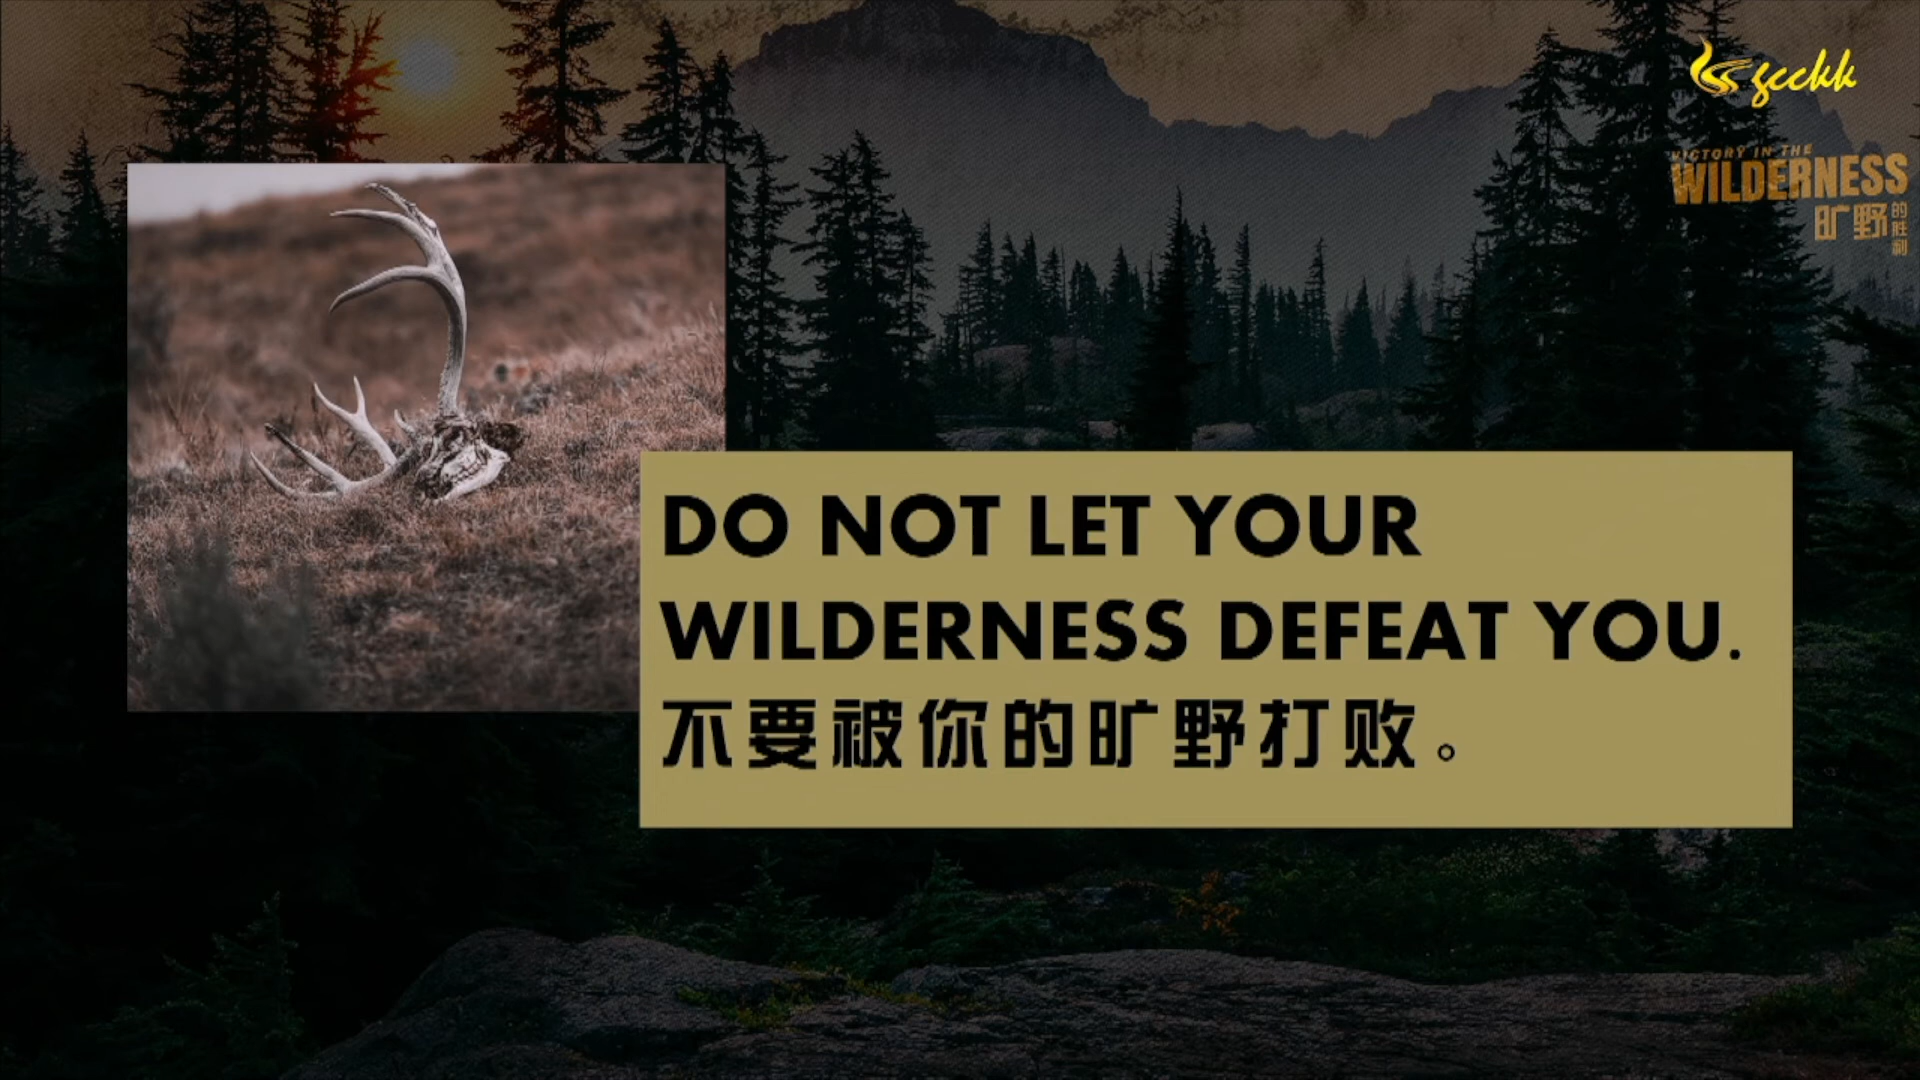 gcckk
VICTORY IN THE
WILDERNESS
旷野的胜利
DO NOT LET YOUR
WILDERNESS DEFEAT YOU.
不要被你的旷野打败。